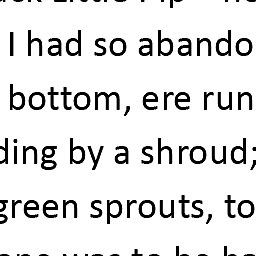 I had so abando
bottom, ere run
ding by a shroud;
green sprouts, to